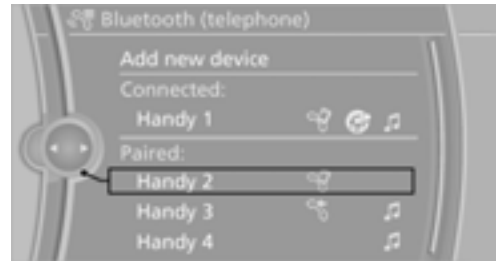 Bluetooth (telephone)
Add new device
Connected:
Handy 1
Paired:
Handy 2
Handy 3
Handy 4